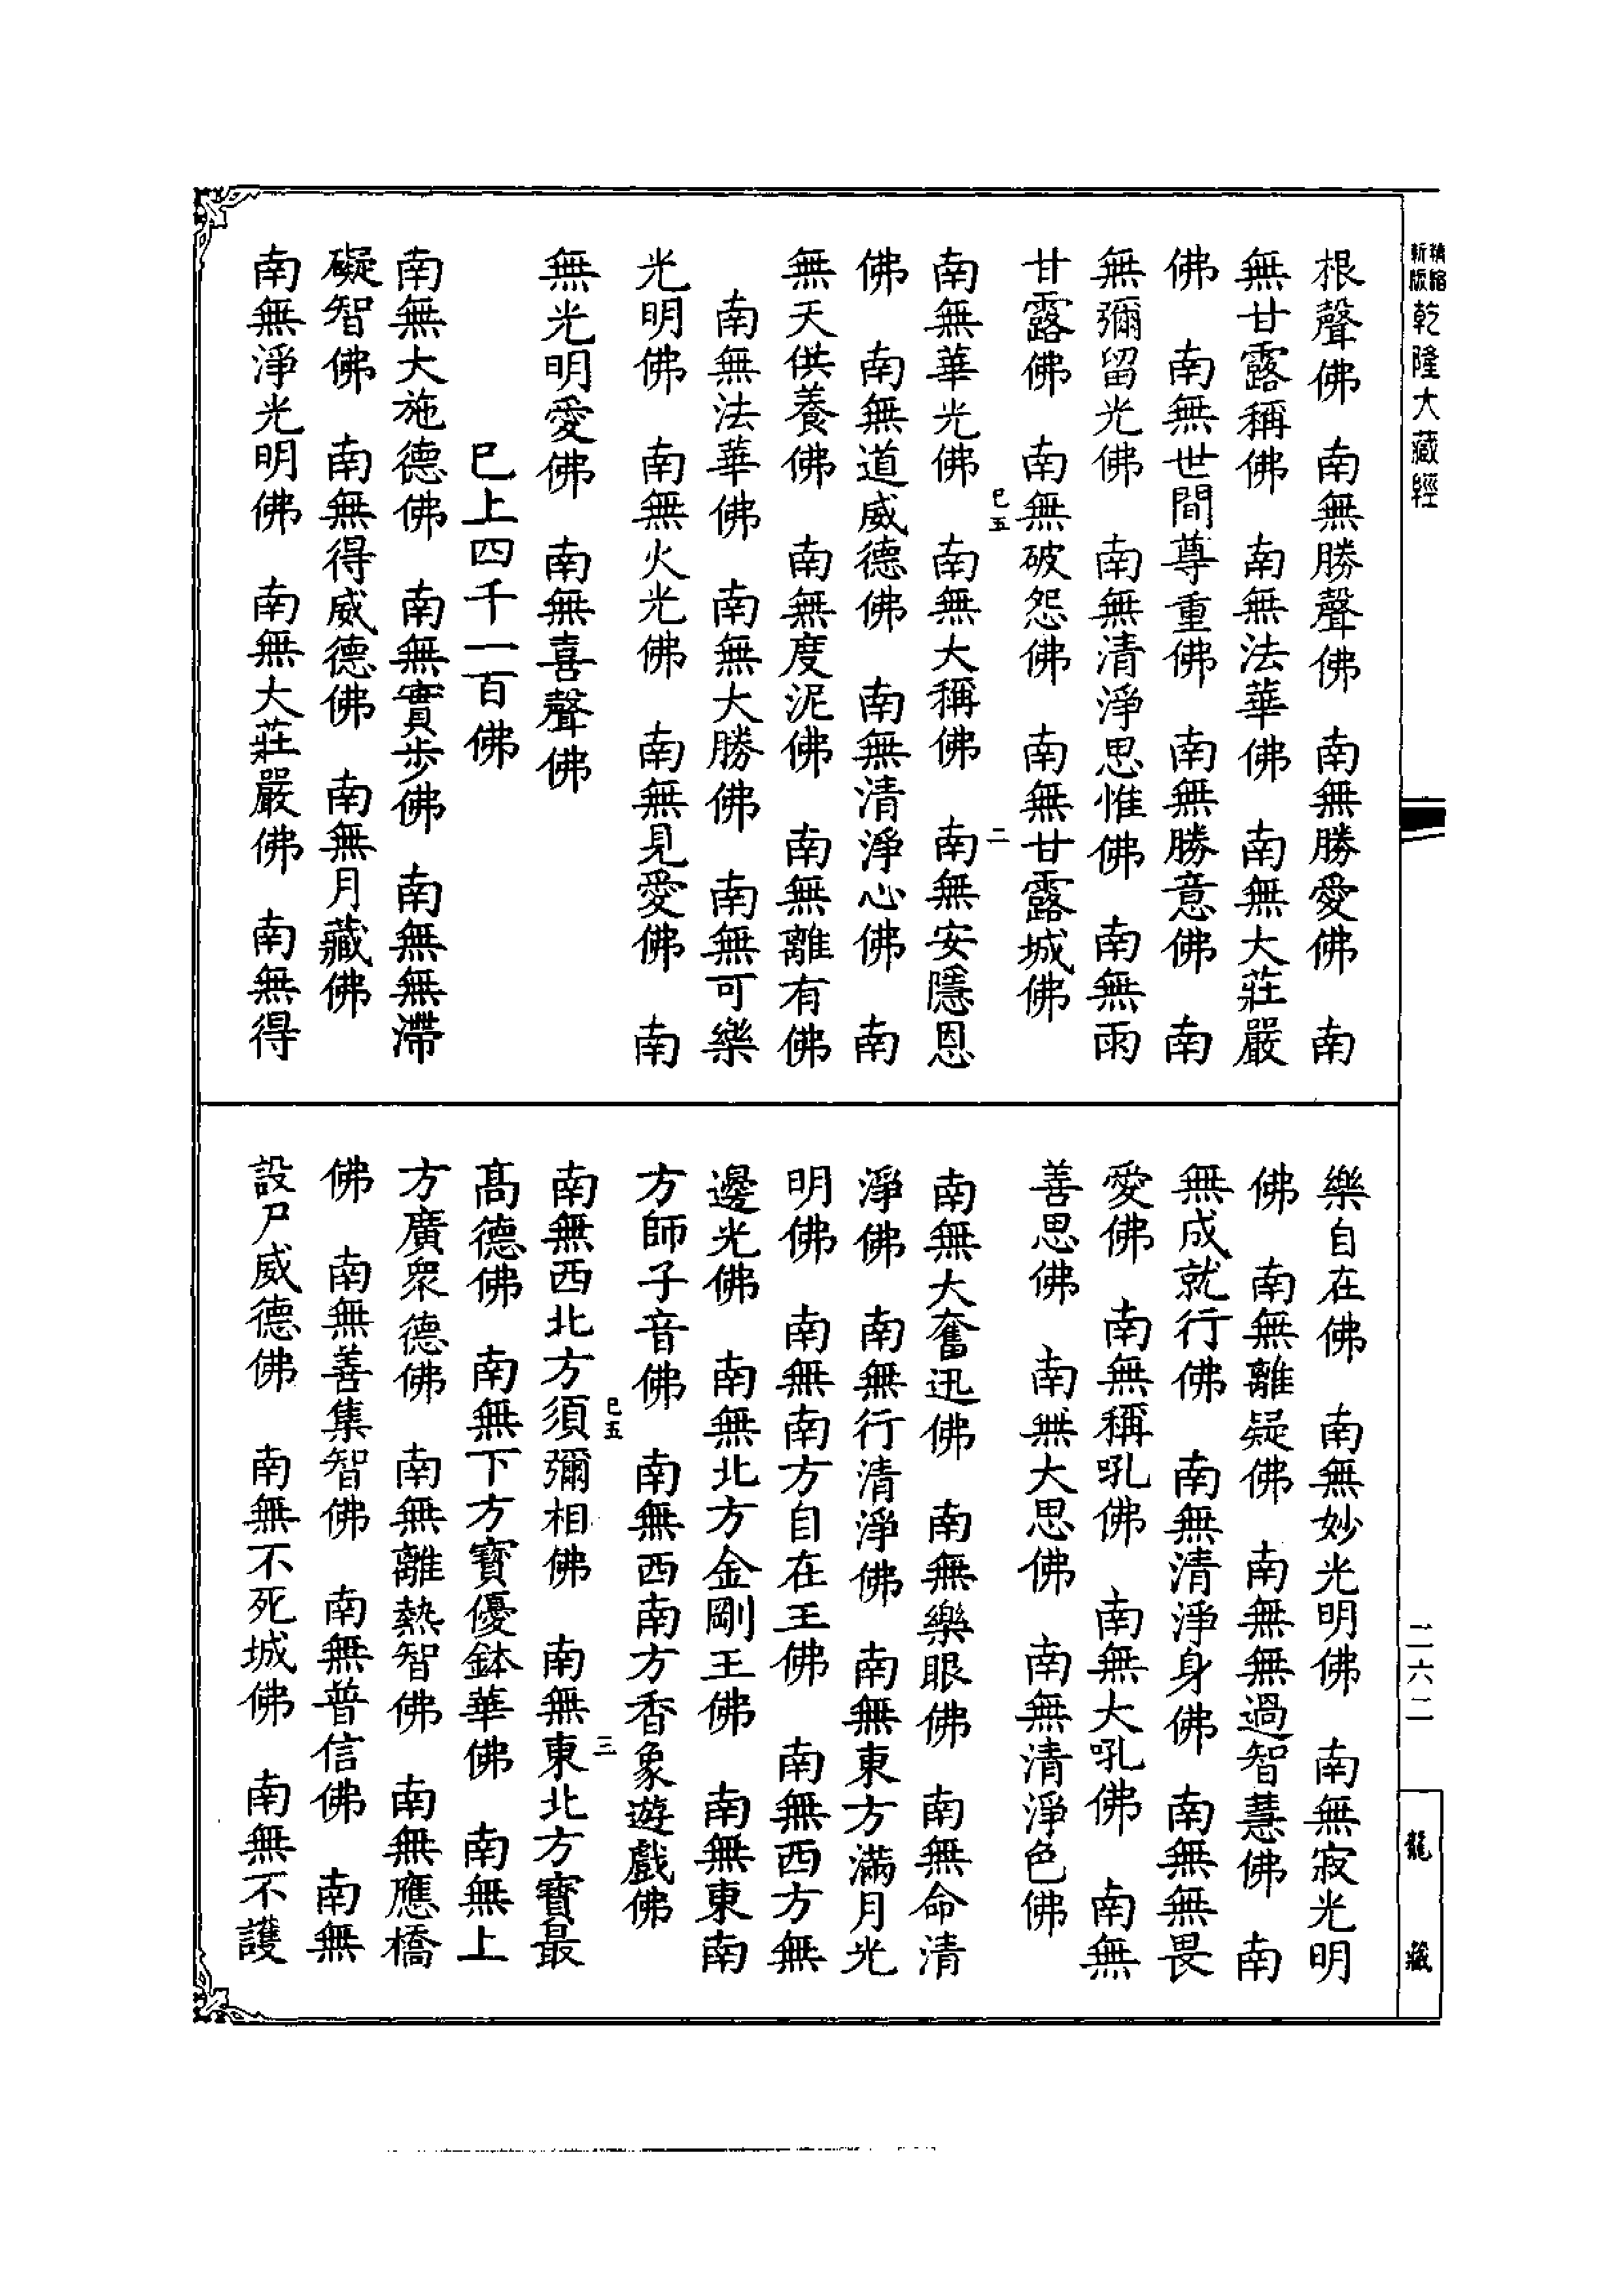 精縮新版乾隆大藏經
根聲佛　南無勝聲佛　南無勝愛佛　南
無甘露稱佛　南無法華佛　南無大莊嚴
佛　南無世間尊重佛　南無勝意佛　南
無彌留光佛　南無清淨思惟佛　南無雨
甘露佛　南無破怨佛　南無甘露城佛
巳五　二
南無華光佛　南無大稱佛　南無安隱恩
佛　南無道威德佛　南無清淨心佛　南
無天供養佛　南無度泥佛　南無離有佛
南無法華佛　南無大勝佛　南無可樂
光明佛　南無火光佛　南無見愛佛　南
無光明愛佛　南無喜聲佛
巳上四千一百佛
南無大施德佛　南無實步佛　南無無滯
礙智佛　南無得威德佛　南無月藏佛
南無淨光明佛　南無大莊嚴佛　南無得
樂自在佛　南無妙光明佛　南無寂光明
佛　南無離疑佛　南無無過智慧佛　南
無成就行佛　南無清淨身佛　南無無畏
愛佛　南無稱吼佛　南無大吼佛　南無
善思佛　南無大思佛　南無清淨色佛
南無大奮迅佛　南無樂眼佛　南無命清
淨佛　南無行清淨佛　南無東方滿月光
明佛　南無南方自在王佛　南無西方無
邊光佛　南無北方金剛王佛　南無東南
方師子音佛　南無西南方香象遊戲佛
巳五　三
南無西北方須彌相佛　南無東北方寶最
髙德佛　南無下方寶優鉢華佛　南無上
方廣衆德佛　南無離熱智佛　南無應橋
佛　南無善集智佛　南無普信佛　南無
設尸威德佛　南無不死城佛　南無不護
二六二
龍藏